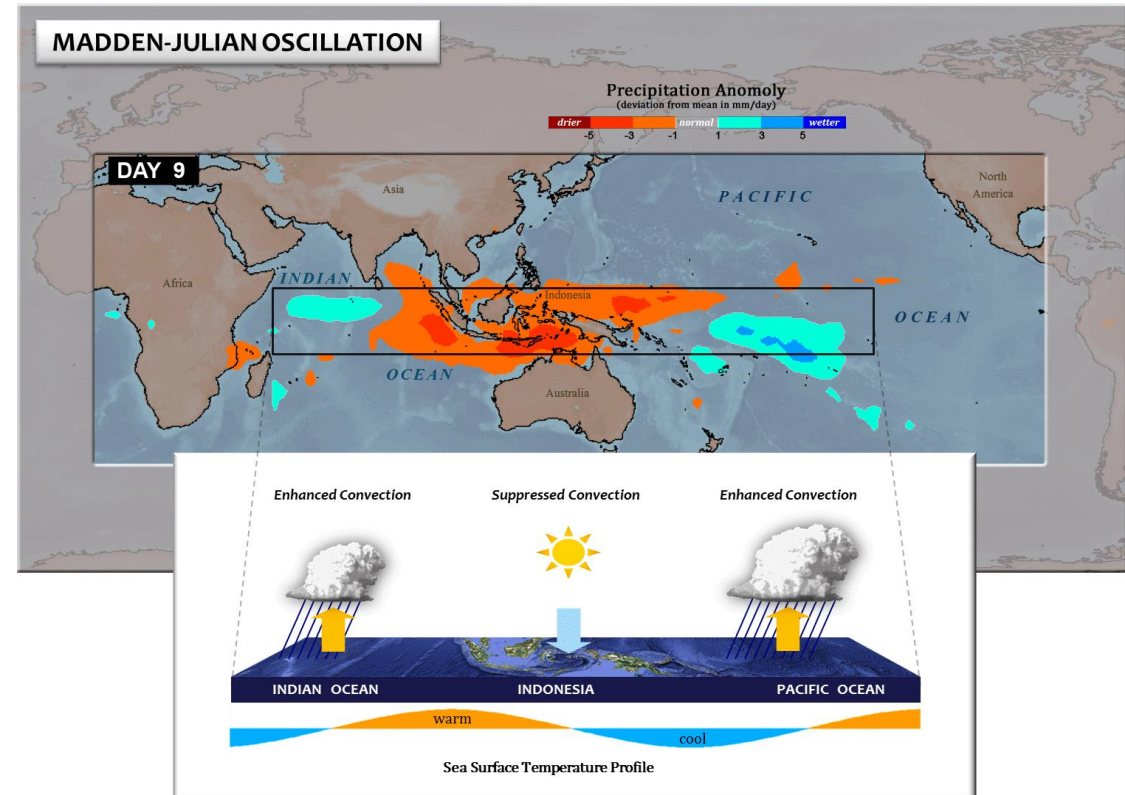 MADDEN-JULIAN OSCILLATION
Precipitation Anomoly
(deviation from mean in mm/day)
drier normal wetter
-5 -3 -1 1 3 5
DAY 9
Asia
PACIFIC
North
America
Africa
INDIAN
Indonesia
OCEAN
OCEAN
Australia
Enhanced Convection Suppressed Convection Enhanced Convection
INDIAN OCEAN INDONESIA PACIFIC OCEAN
warm
cool
Sea Surface Temperature Profile